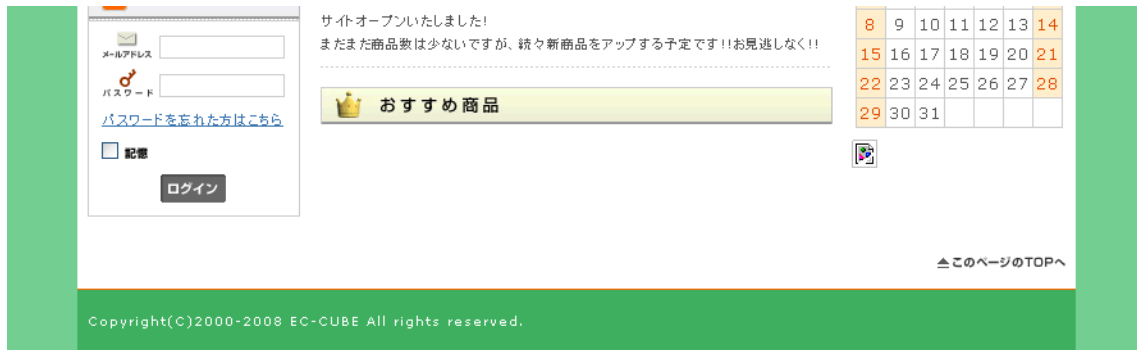 メールアドレス
パスワード
パスワードを忘れた方はこちら
記憶
ログイン
サイトオープンいたしました!
まだまだ商品数は少ないですが、続々新商品をアップする予定です!!お見逃しなく!!
おすすめ商品
8 9 10 11 12 13 14
15 16 17 18 19 20 21
22 23 24 25 26 27 28
29 30 31
▲このページのTOPへ
Copyright(C)2000-2008 EC-CUBE All rights reserved.